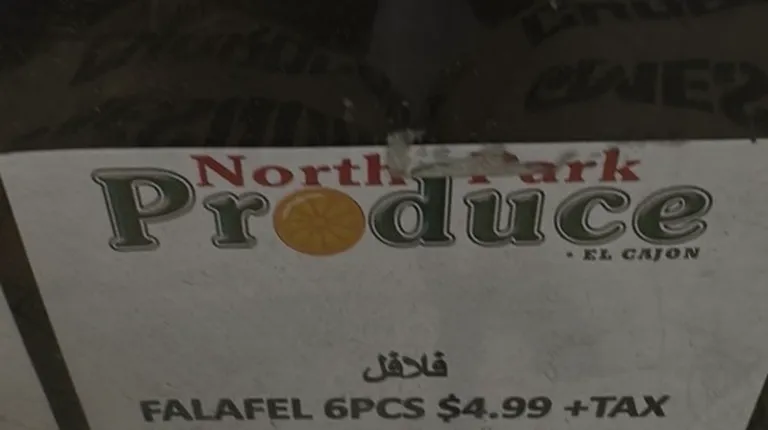 North Park
Produce
- EL CAJON
فلافل
FALAFEL 6PCS $4.99 +TAX